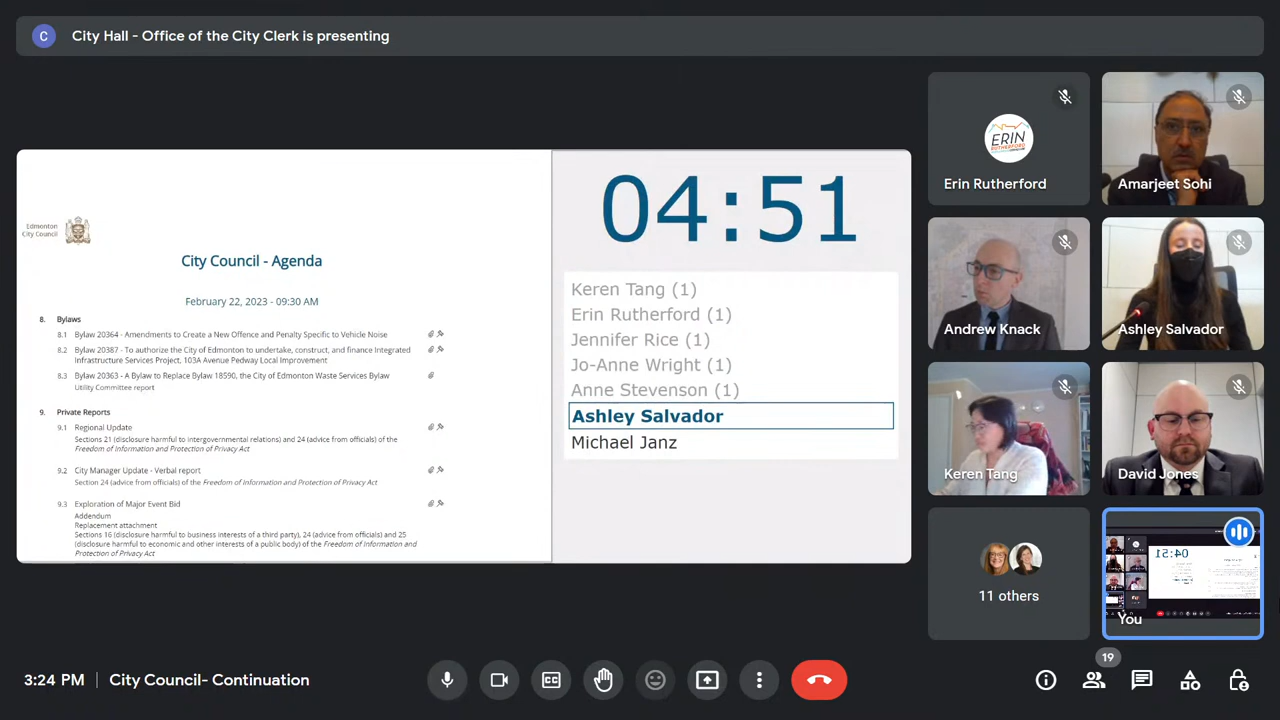 C
City Hall - Office of the City Clerk is presenting
Edmonton
City Council
City Council - Agenda
February 22, 2023 - 09:30 AM
8. Bylaws
8.1 Bylaw 20364 - Amendments to Create a New Offence and Penalty Specific to Vehicle Noise
8.2 Bylaw 20387 - To authorize the City of Edmonton to undertake, construct, and finance Integrated
Infrastructure Services Project, 103A Avenue Pedway Local Improvement
8.3 Bylaw 20363 - A Bylaw to Replace Bylaw 18590, the City of Edmonton Waste Services Bylaw
Utility Committee report
9. Private Reports
9.1 Regional Update
Sections 21 (disclosure harmful to intergovernmental relations) and 24 (advice from officials) of the
Freedom of Information and Protection of Privacy Act
9.2 City Manager Update - Verbal report
Section 24 (advice from officials) of the Freedom of Information and Protection of Privacy Act
9.3 Exploration of Major Event Bid
Addendum
Replacement attachment
Sections 16 (disclosure harmful to business interests of a third party), 24 (advice from officials) and 25
(disclosure harmful to economic and other interests of a public body) of the Freedom of Information and
Protection of Privacy Act
04:51
Keren Tang (1)
Erin Rutherford (1)
Jennifer Rice (1)
Jo-Anne Wright (1)
Anne Stevenson (1)
Ashley Salvador
Michael Janz
ERIN
RUTHERFORD
Erin Rutherford
Amarjeet Sohi
Andrew Knack
Ashley Salvador
Keren Tang
David Jones
11 others
04:51
You
3:24 PM | City Council- Continuation
CC
19